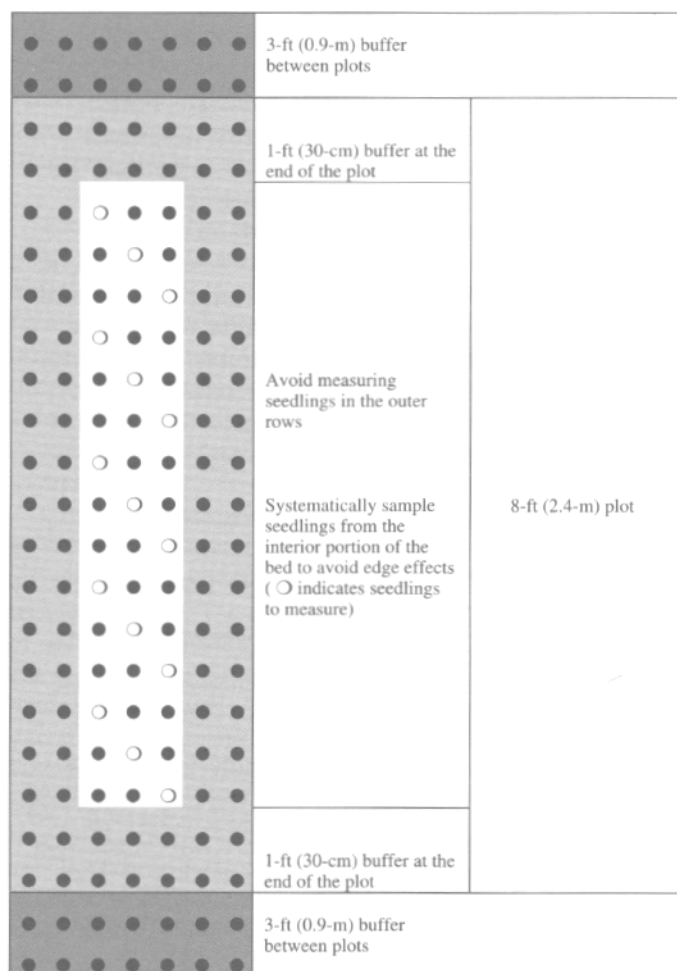 3-ft (0.9-m) buffer
between plots
1-ft (30-cm) buffer at the
end of the plot
Avoid measuring
seedlings in the outer
rows
Systematically sample
seedlings from the
interior portion of the
bed to avoid edge effects
( ❍ indicates seedlings
to measure)
8-ft (2.4-m) plot
1-ft (30-cm) buffer at the
end of the plot
3-ft (0.9-m) buffer
between plots